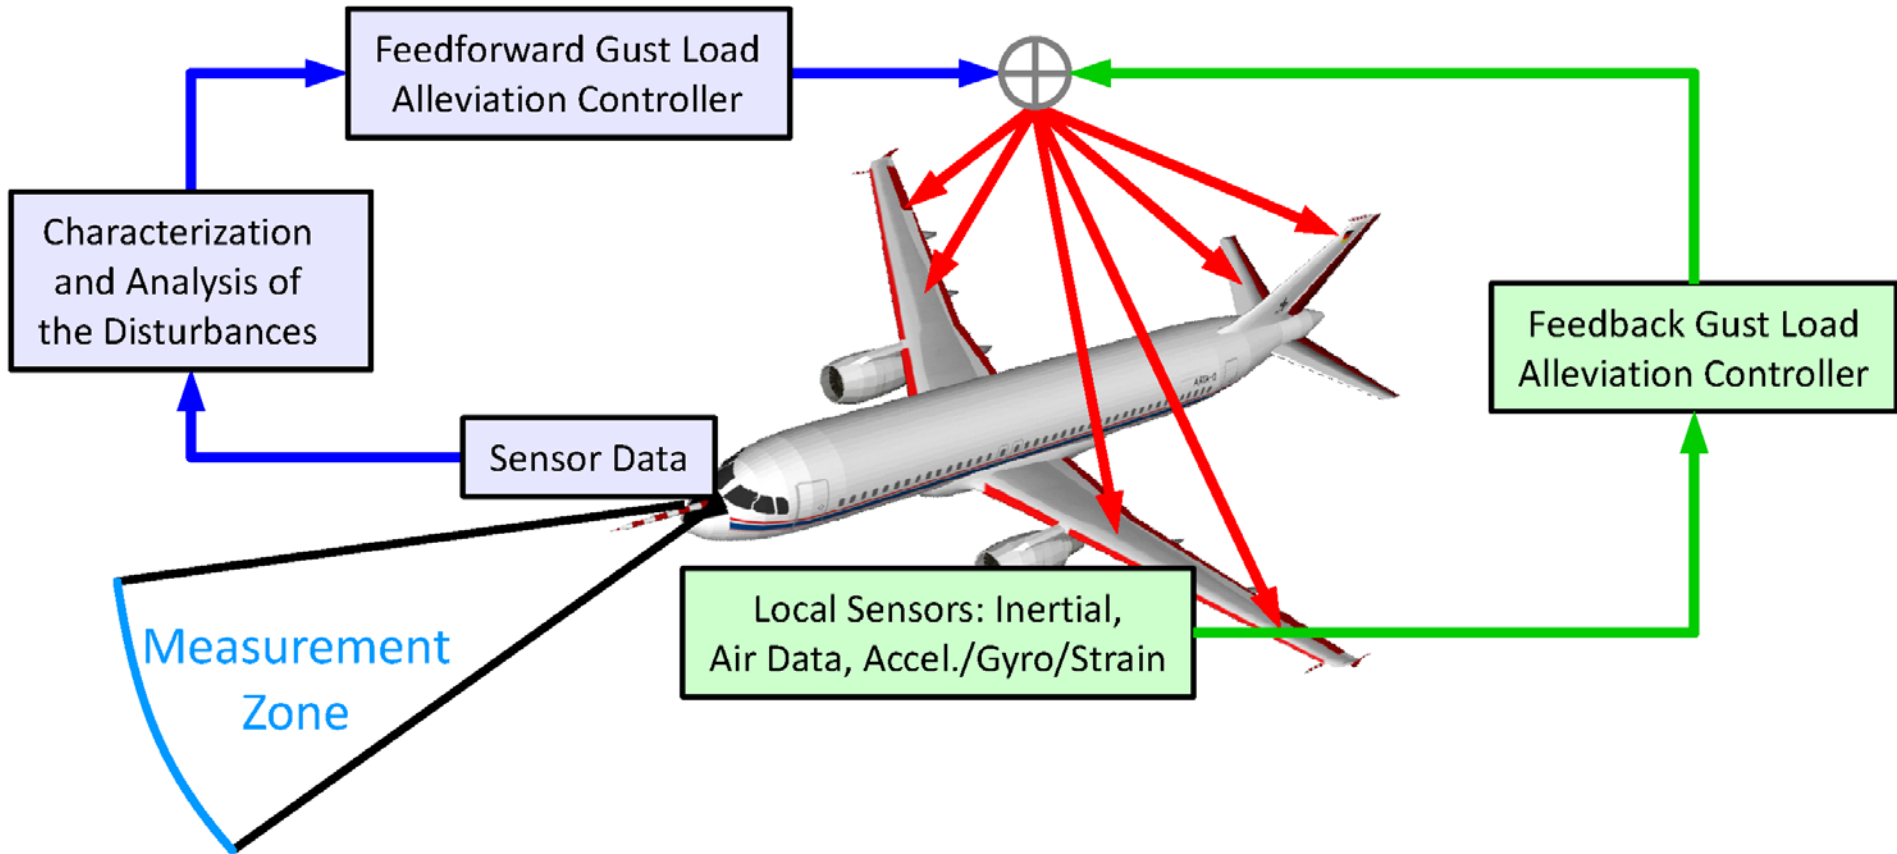 Feedforward Gust Load
Alleviation Controller
Characterization
and Analysis of
the Disturbances
Sensor Data
Measurement
Zone
Feedback Gust Load
Alleviation Controller
Local Sensors: Inertial,
Air Data, Accel./Gyro/Strain